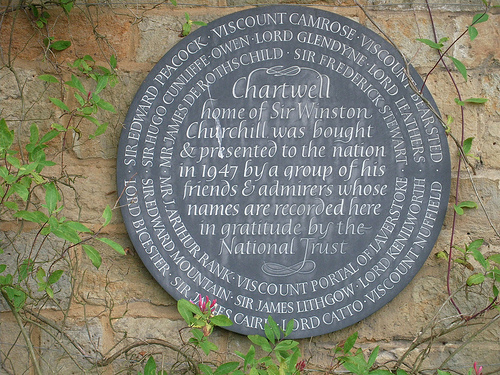 SIR EDWARD PEACOCK · VISCOUNT CAMROSE · VISCOUNT BEARSTED
SIR HUGO CUNLIFFE-OWEN · LORD GLENDYNE · LORD LEATHERS
MR JAMES DE ROTHSCHILD · SIR FREDERICK STEWART
Chartwell
home of Sir Winston
Churchill was bought
& presented to the nation
in 1947 by a group of his
friends & admirers whose
names are recorded here
in gratitude by the
National Trust
MR J. ARTHUR RANK · VISCOUNT PORTAL OF LAVERSTOKE
SIR EDWARD MOUNTAIN · SIR JAMES LITHGOW · LORD KENILWORTH
LORD BICESTER · SIR JAMES CAIRD · LORD CATTO · VISCOUNT NUFFIELD